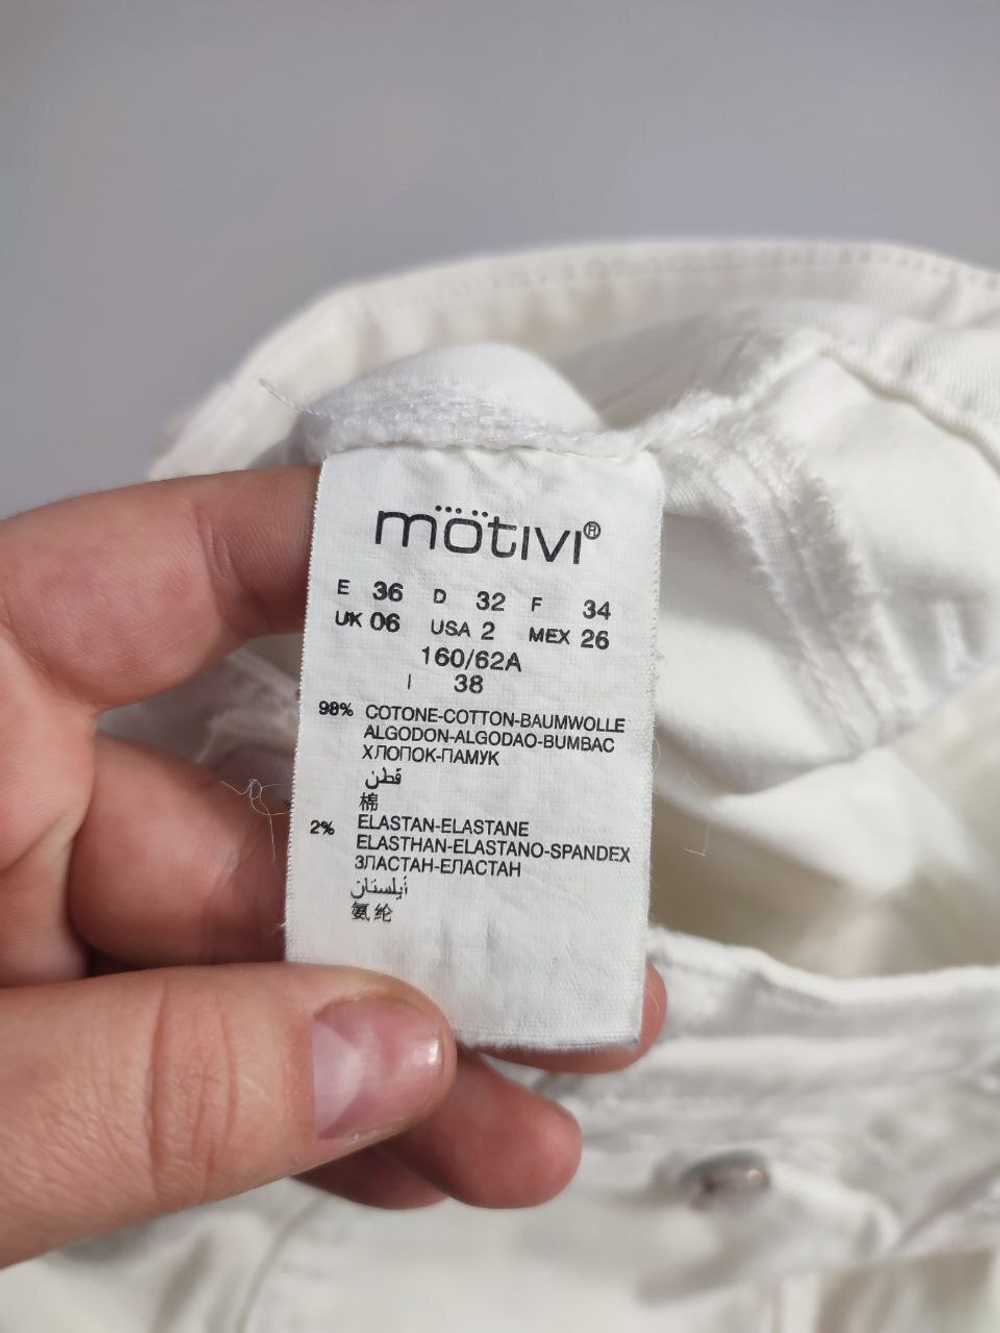 mötivi®
E 36 D 32 F 34
UK 06 USA 2 MEX 26
160/62A
I 38
98% COTONE-COTTON-BAUMWOLLE
ALGODON-ALGODAO-BUMBAC
ХЛОПОК-ПАМУК
قطن
棉
2% ELASTAN-ELASTANE
ELASTHAN-ELASTANO-SPANDEX
ЗЛАСТАН-ЕЛАСТАН
أيلستان
氨纶